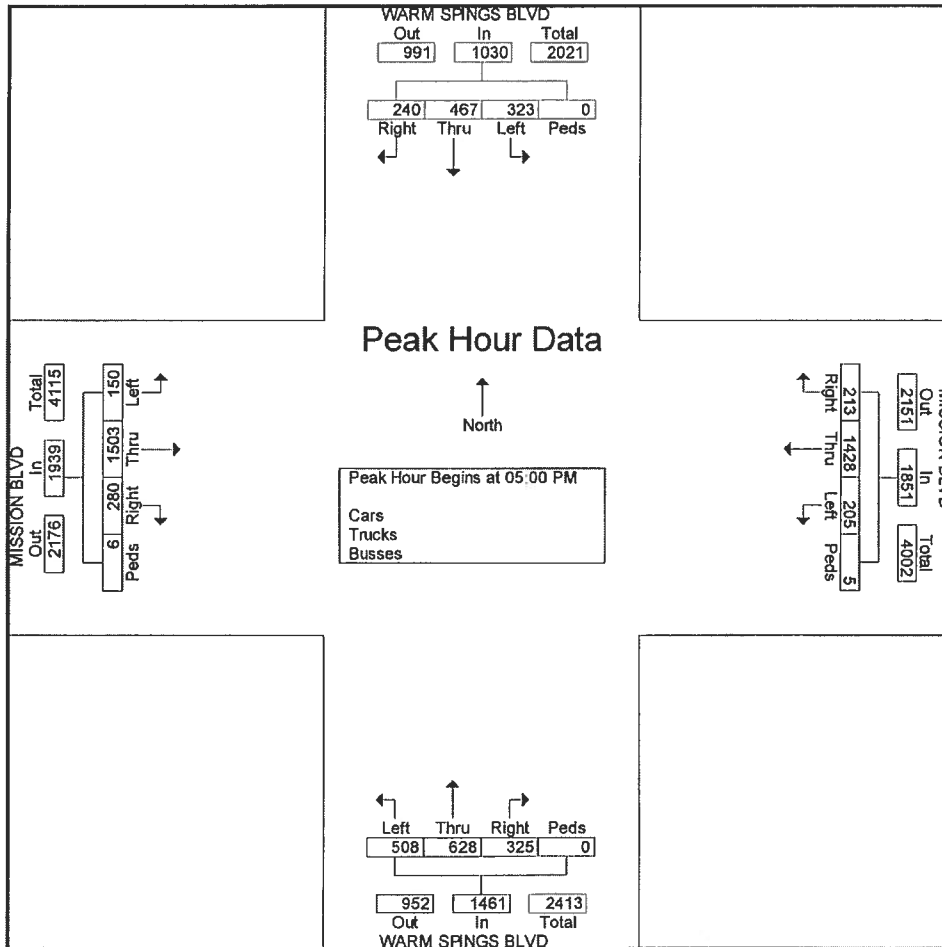 WARM SPINGS BLVD
Out In Total
991 1030 2021
240 467 323 0
Right Thru Left Peds
Peak Hour Data
North
Peak Hour Begins at 05:00 PM
Cars
Trucks
Busses
MISSION BLVD
Out In Total
2176 1939 4115
150 1503 280 6
Left Thru Right Peds
Out In Total
2151 1851 4002
213 1428 205 5
Right Thru Left Peds
Left Thru Right Peds
508 628 325 0
952 1461 2413
Out In Total
WARM SPINGS BLVD